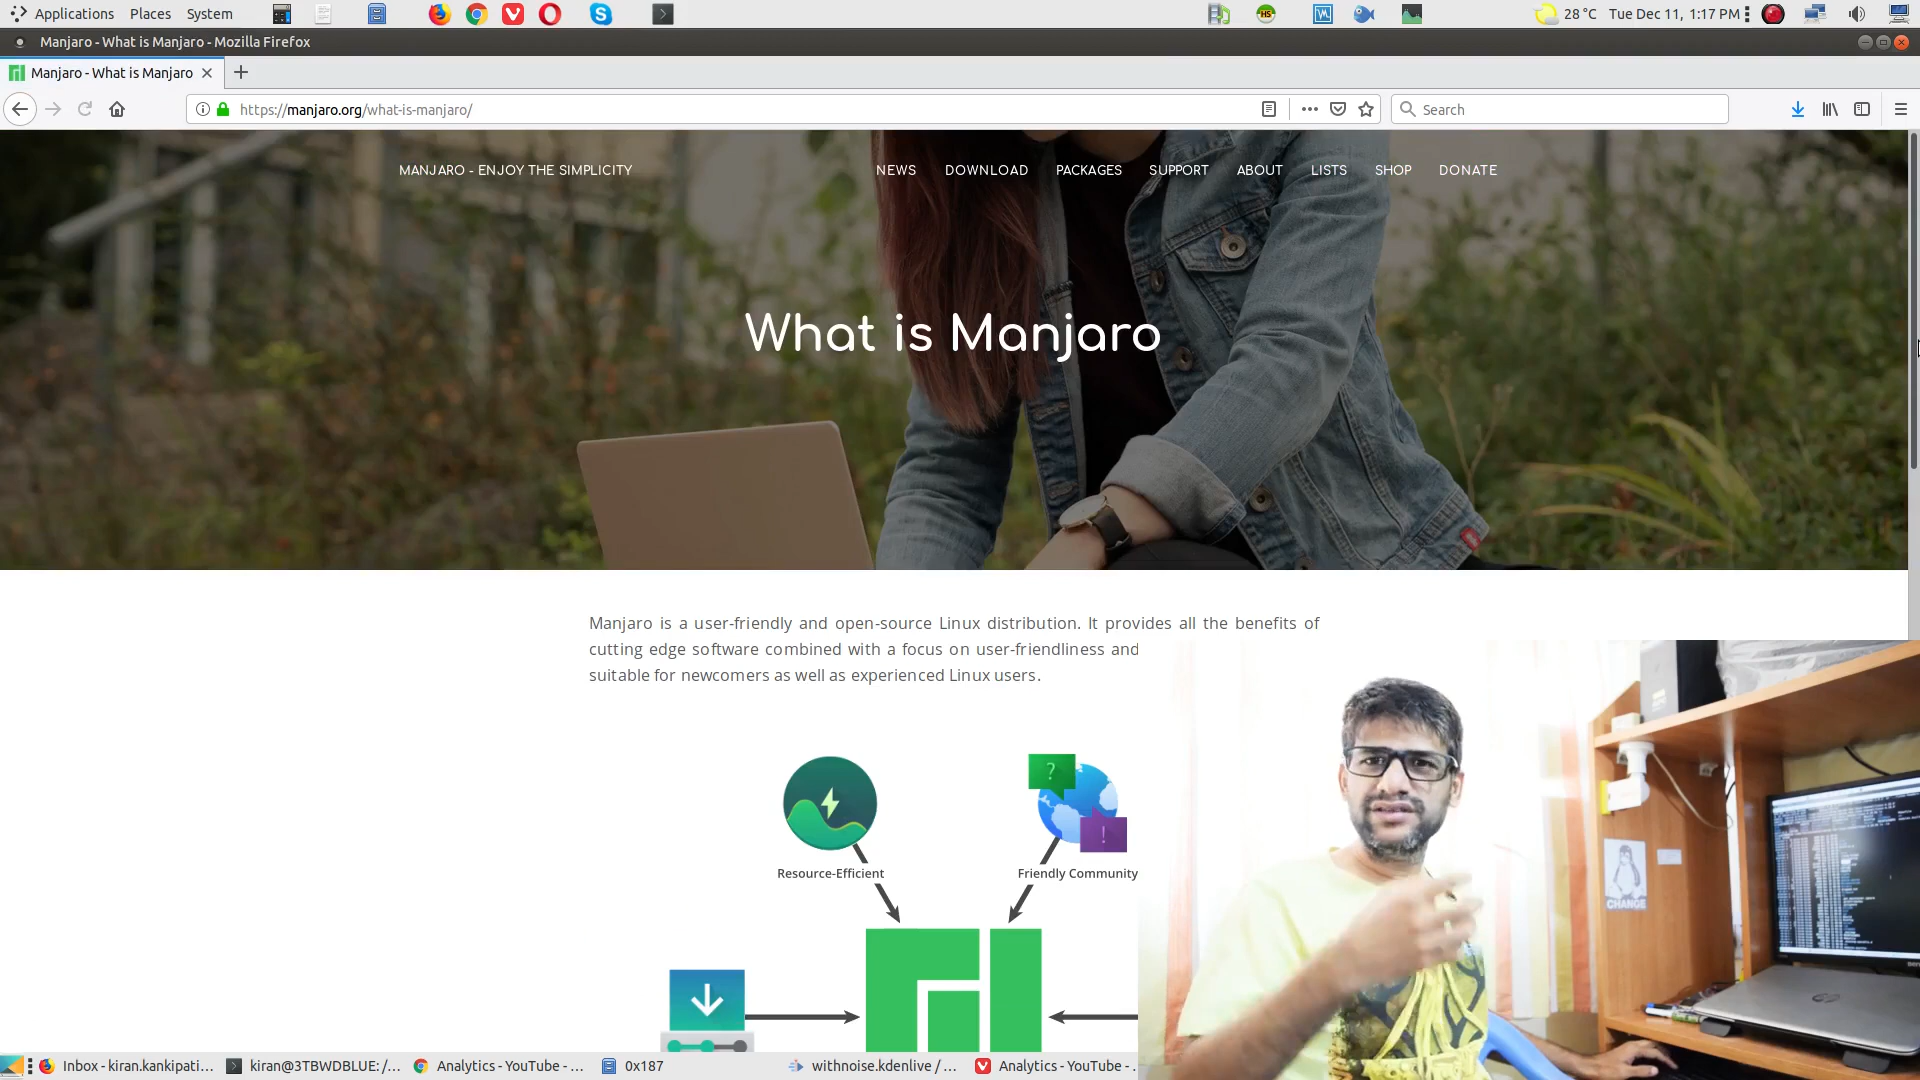 Applications Places System
28 °C Tue Dec 11, 1:17 PM
Manjaro - What is Manjaro - Mozilla Firefox
Manjaro - What is Manjaro
https://manjaro.org/what-is-manjaro/
Search
MANJARO - ENJOY THE SIMPLICITY
NEWS DOWNLOAD PACKAGES SUPPORT ABOUT LISTS SHOP DONATE
What is Manjaro
Manjaro is a user-friendly and open-source Linux distribution. It provides all the benefits of
cutting edge software combined with a focus on user-friendliness and
suitable for newcomers as well as experienced Linux users.
Resource-Efficient
Friendly Community
CHANGE
Inbox - kiran.kankipati... kiran@3TBWDBLUE: /... Analytics - YouTube - ... 0x187 withnoise.kdenlive / ... Analytics - YouTube - .